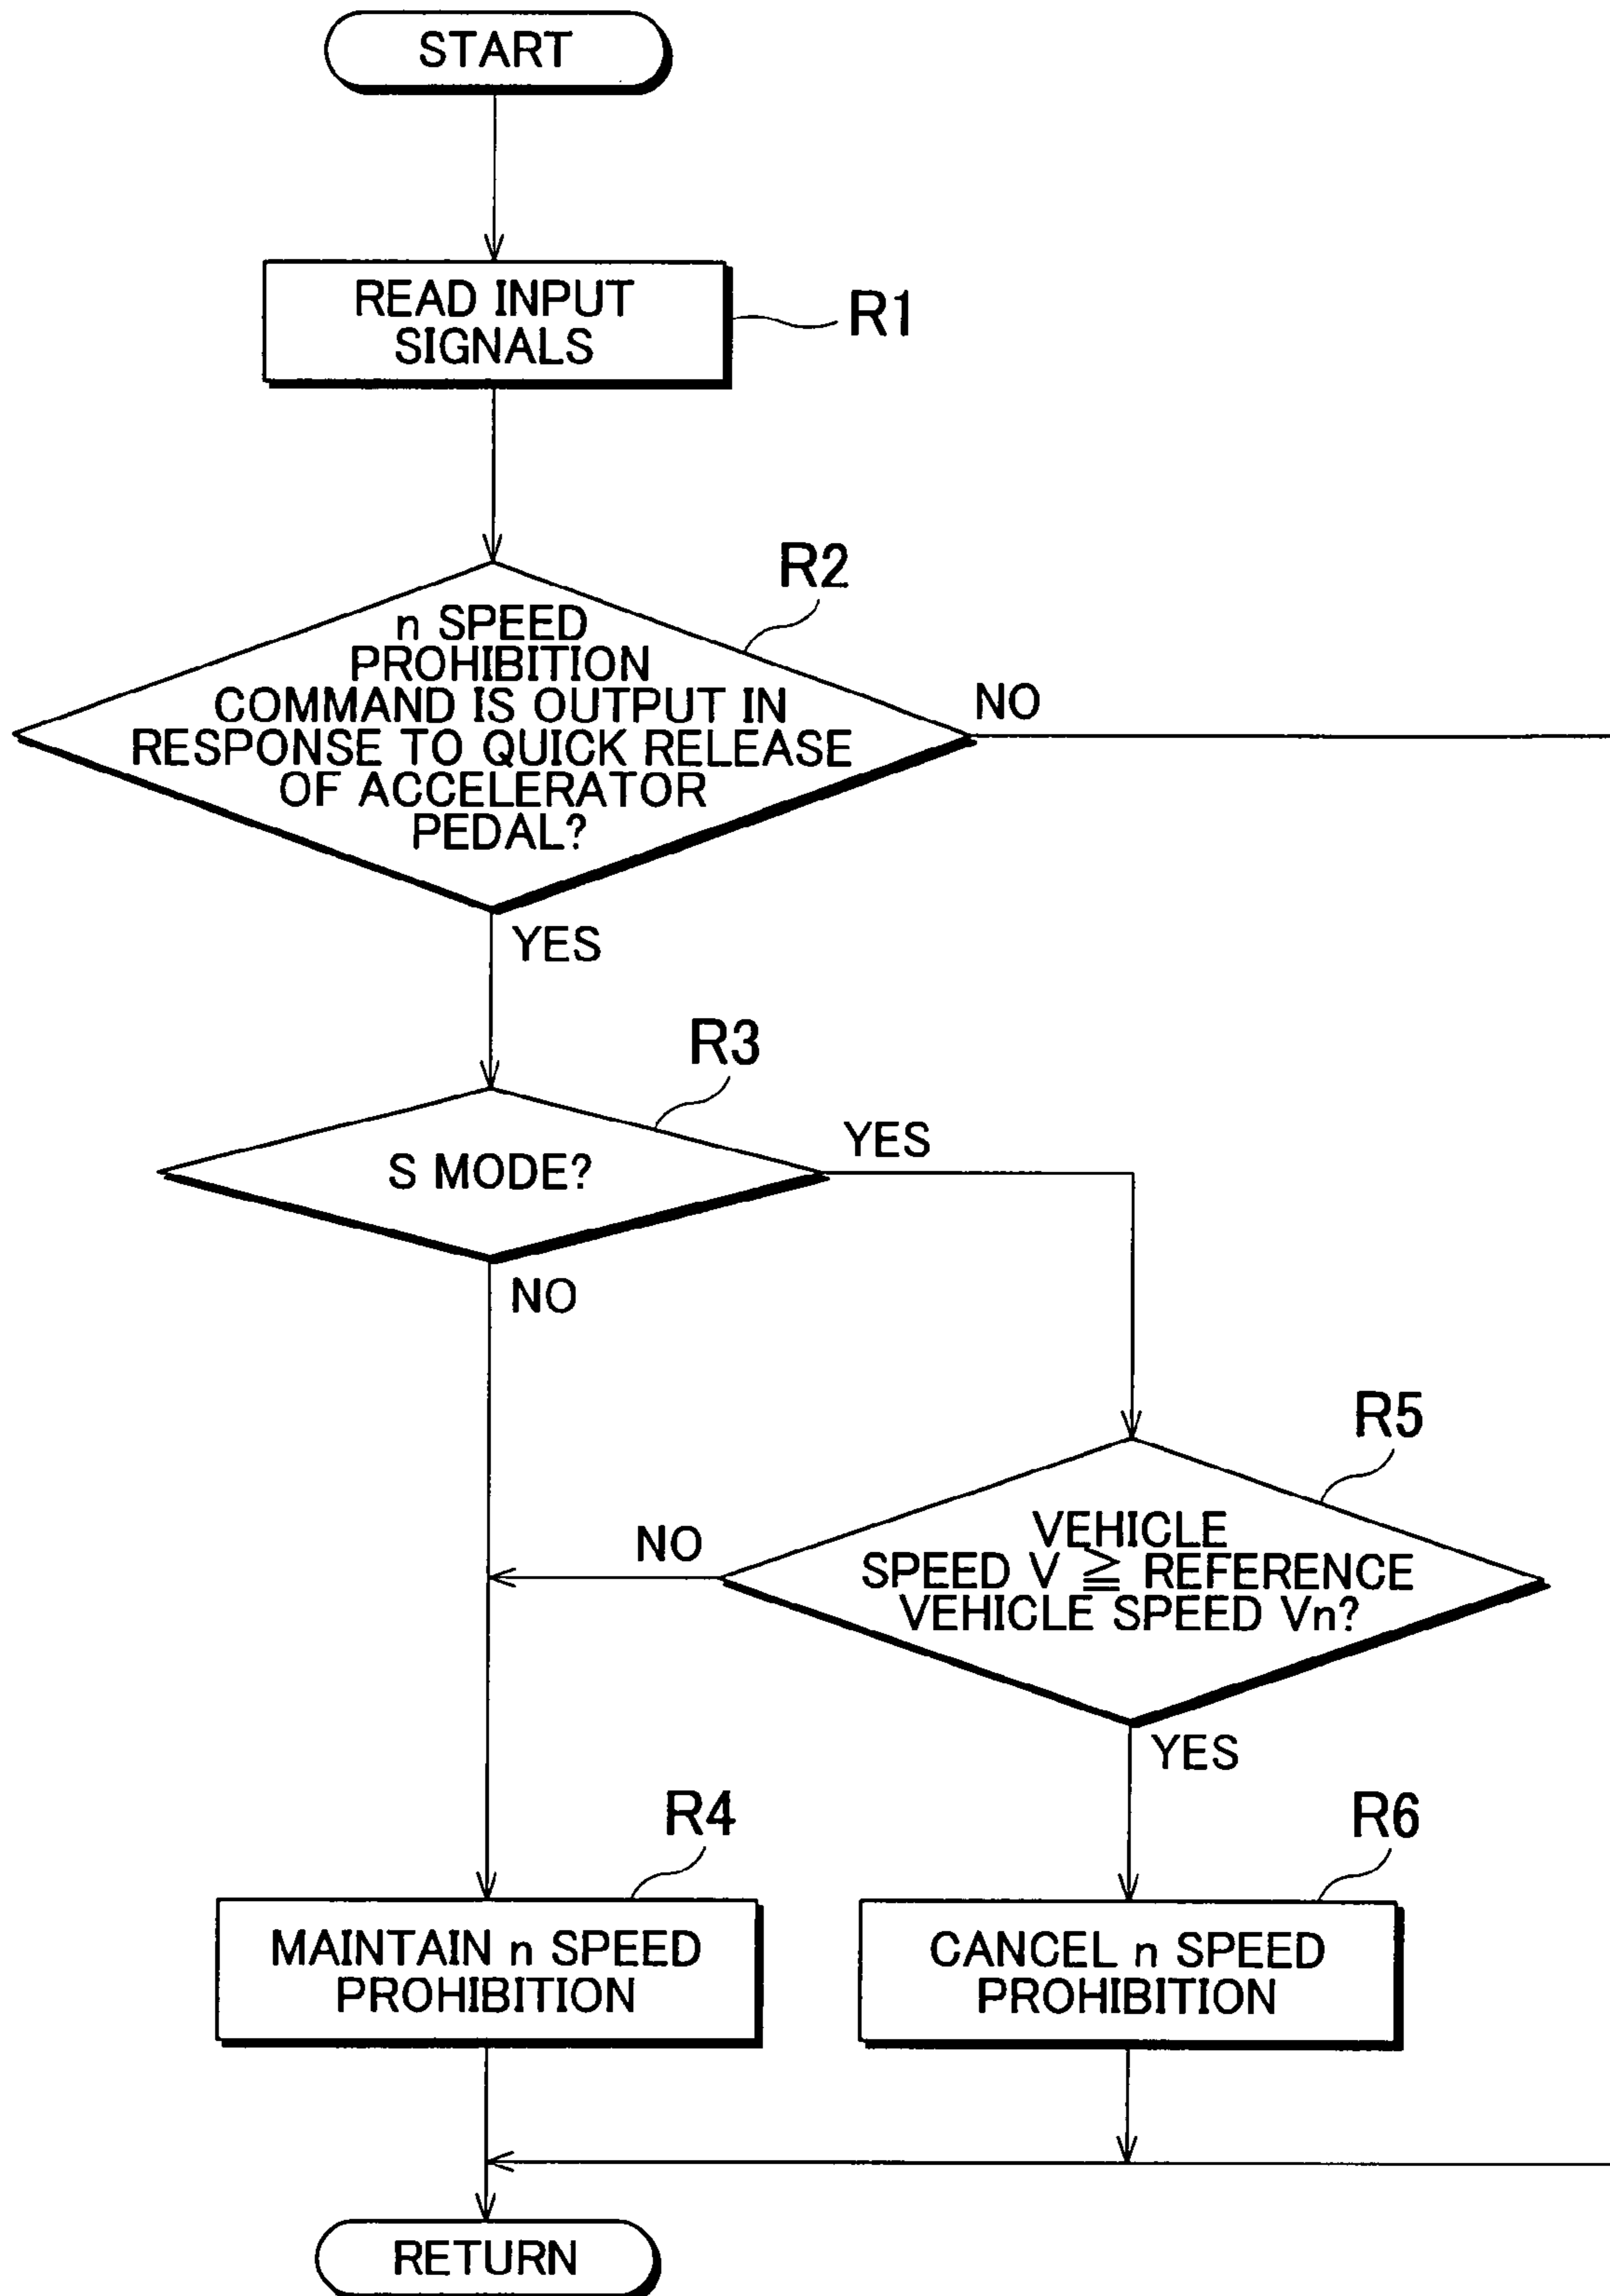 START
READ INPUT
SIGNALS
R1
R2
n SPEED
PROHIBITION
COMMAND IS OUTPUT IN
RESPONSE TO QUICK RELEASE
OF ACCELERATOR
PEDAL?
NO
YES
R3
S MODE?
YES
NO
R5
VEHICLE
SPEED V ≧ REFERENCE
VEHICLE SPEED Vn?
NO
YES
R4
MAINTAIN n SPEED
PROHIBITION
R6
CANCEL n SPEED
PROHIBITION
RETURN